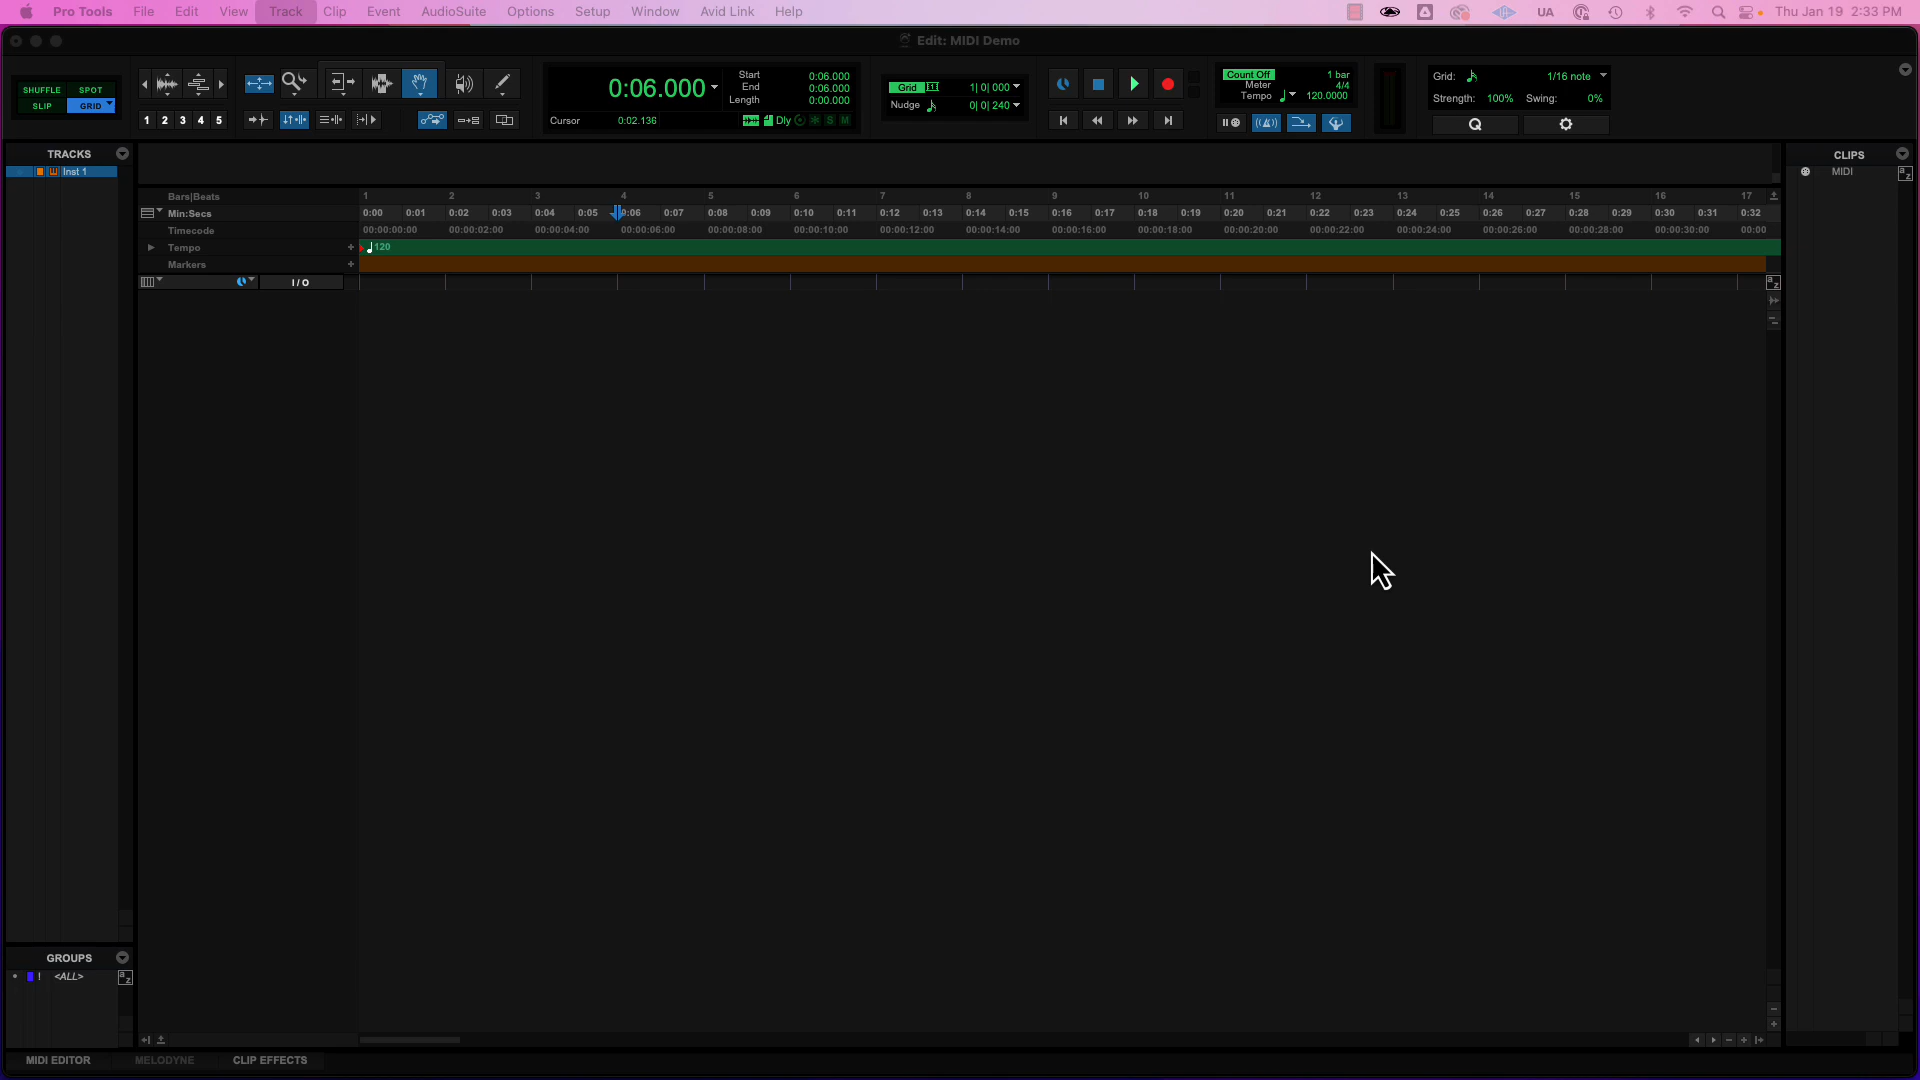 Pro Tools File Edit View Track Clip Event AudioSuite Options Setup Window Avid Link Help UA Thu Jan 19 2:33 PM
Edit: MIDI Demo
SHUFFLE SPOT
SLIP GRID
1 2 3 4 5
0:06.000
Start 0:06.000
End 0:06.000
Length 0:00.000
Cursor 0:02.136 Dly S M
Grid 1| 0| 000
Nudge 0| 0| 240
Count Off 1 bar
Meter 4/4
Tempo 120.0000
Grid: 1/16 note
Strength: 100% Swing: 0%
Q
TRACKS
Inst 1
CLIPS
MIDI
a z
Bars|Beats 1 2 3 4 5 6 7 8 9 10 11 12 13 14 15 16 17
Min:Secs 0:00 0:01 0:02 0:03 0:04 0:05 0:06 0:07 0:08 0:09 0:10 0:11 0:12 0:13 0:14 0:15 0:16 0:17 0:18 0:19 0:20 0:21 0:22 0:23 0:24 0:25 0:26 0:27 0:28 0:29 0:30 0:31 0:32
Timecode 00:00:00:00 00:00:02:00 00:00:04:00 00:00:06:00 00:00:08:00 00:00:10:00 00:00:12:00 00:00:14:00 00:00:16:00 00:00:18:00 00:00:20:00 00:00:22:00 00:00:24:00 00:00:26:00 00:00:28:00 00:00:30:00 00:00
Tempo + 120
Markers +
I / O
a z
GROUPS
! <ALL>
a z
MIDI EDITOR MELODYNE CLIP EFFECTS